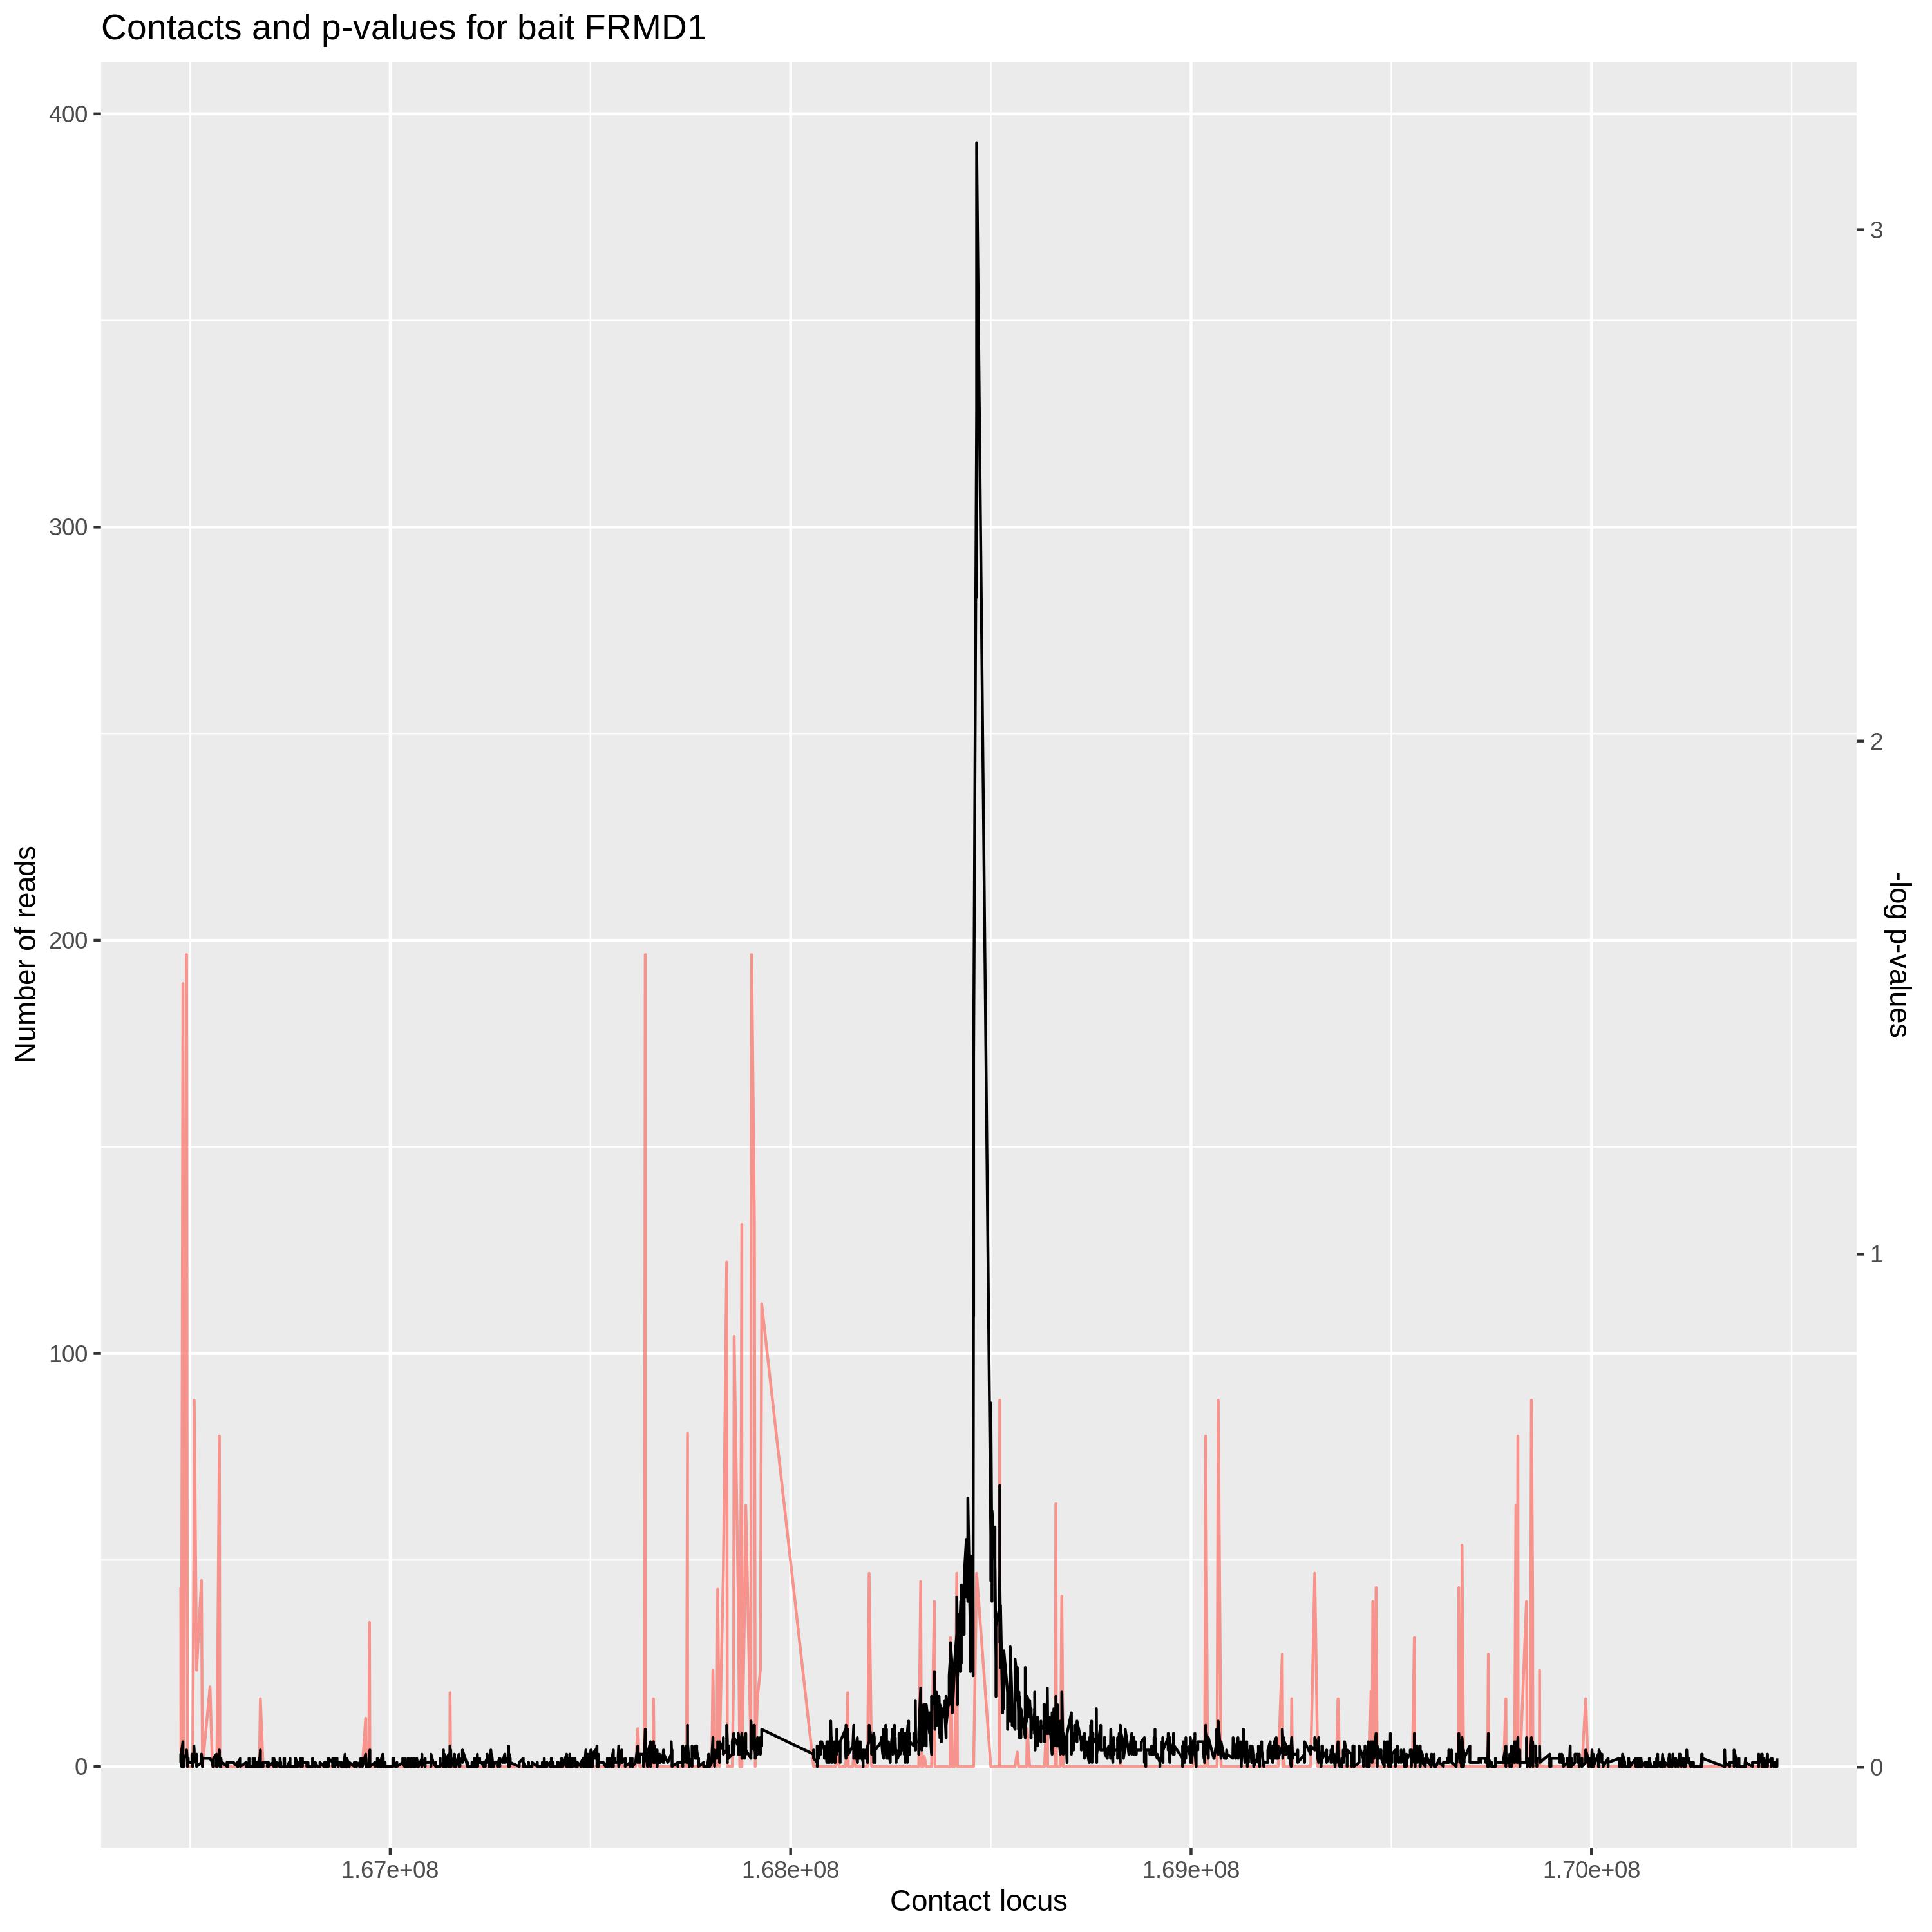 Contacts and p-values for bait FRMD1
400
300
200
100
0
Number of reads
3
2
1
0
-log p-values
1.67e+08 1.68e+08 1.69e+08 1.70e+08
Contact locus